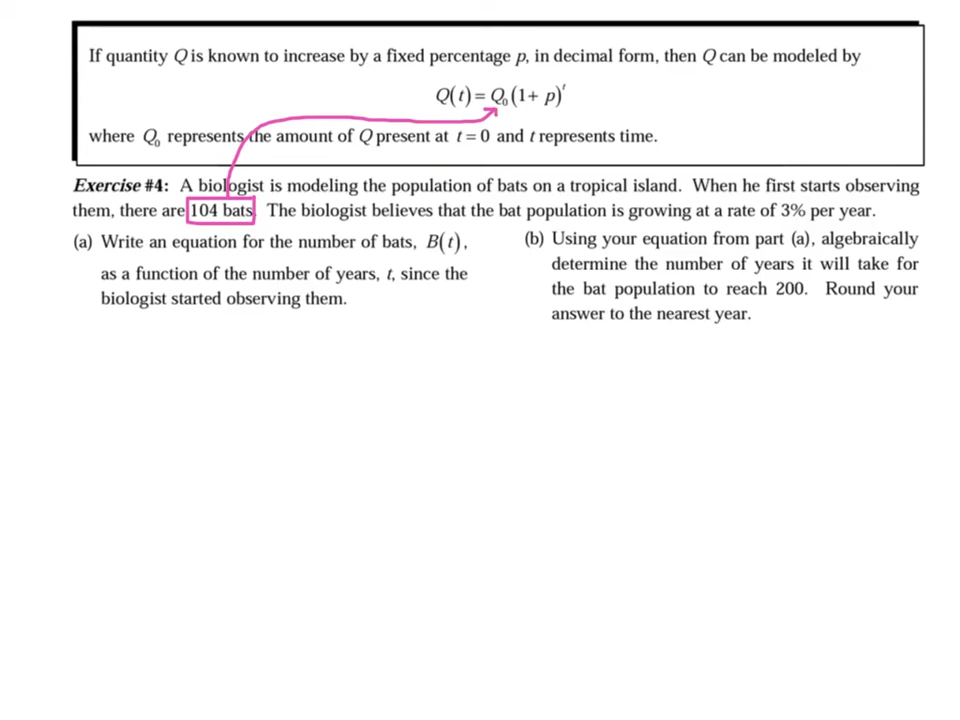 If quantity Q is known to increase by a fixed percentage p, in decimal form, then Q can be modeled by
Q(t) = Q₀(1 + p)ᵗ
where Q₀ represents the amount of Q present at t = 0 and t represents time.
Exercise #4: A biologist is modeling the population of bats on a tropical island. When he first starts observing
them, there are 104 bats. The biologist believes that the bat population is growing at a rate of 3% per year.
(a) Write an equation for the number of bats, B(t),
as a function of the number of years, t, since the
biologist started observing them.
(b) Using your equation from part (a), algebraically
determine the number of years it will take for
the bat population to reach 200. Round your
answer to the nearest year.